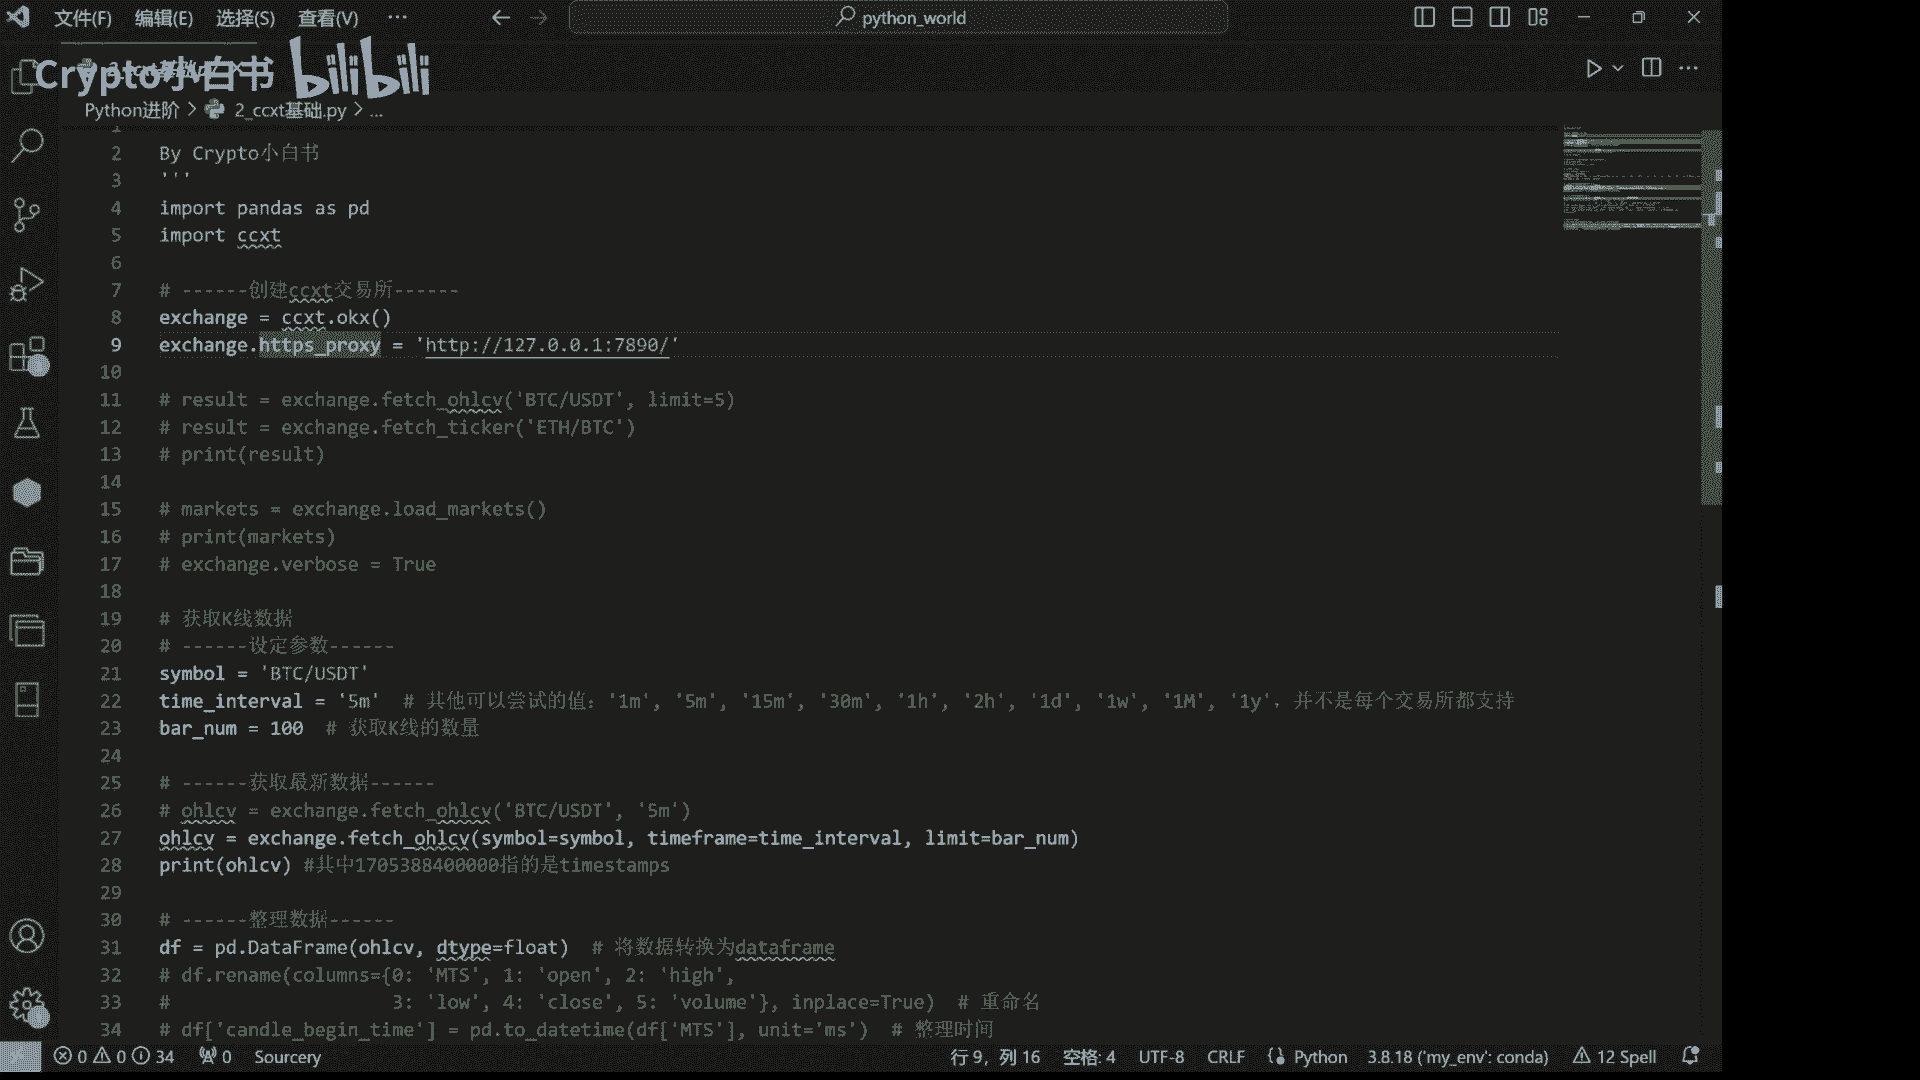 文件(F) 编辑(E) 选择(S) 查看(V) ... python_world
Crypto小白书 bilibili
Python进阶 > 2_ccxt基础.py > ...
1
2 By Crypto小白书
3 '''
4 import pandas as pd
5 import ccxt
6
7 # ------创建ccxt交易所------
8 exchange = ccxt.okx()
9 exchange.https_proxy = 'http://127.0.0.1:7890/'
10
11 # result = exchange.fetch_ohlcv('BTC/USDT', limit=5)
12 # result = exchange.fetch_ticker('ETH/BTC')
13 # print(result)
14
15 # markets = exchange.load_markets()
16 # print(markets)
17 # exchange.verbose = True
18
19 # 获取K线数据
20 # ------设定参数------
21 symbol = 'BTC/USDT'
22 time_interval = '5m'  # 其他可以尝试的值：'1m', '5m', '15m', '30m', '1h', '2h', '1d', '1w', '1M', '1y'，并不是每个交易所都支持
23 bar_num = 100  # 获取K线的数量
24
25 # ------获取最新数据------
26 # ohlcv = exchange.fetch_ohlcv('BTC/USDT', '5m')
27 ohlcv = exchange.fetch_ohlcv(symbol=symbol, timeframe=time_interval, limit=bar_num)
28 print(ohlcv) #其中1705388400000指的是timestamps
29
30 # ------整理数据------
31 df = pd.DataFrame(ohlcv, dtype=float)  # 将数据转换为dataframe
32 # df.rename(columns={0: 'MTS', 1: 'open', 2: 'high',
33 #                    3: 'low', 4: 'close', 5: 'volume'}, inplace=True)  # 重命名
34 # df['candle_begin_time'] = pd.to_datetime(df['MTS'], unit='ms')  # 整理时间
0 0 34 0 Sourcery 行 9，列 16 空格: 4 UTF-8 CRLF Python 3.8.18 ('my_env': conda) 12 Spell